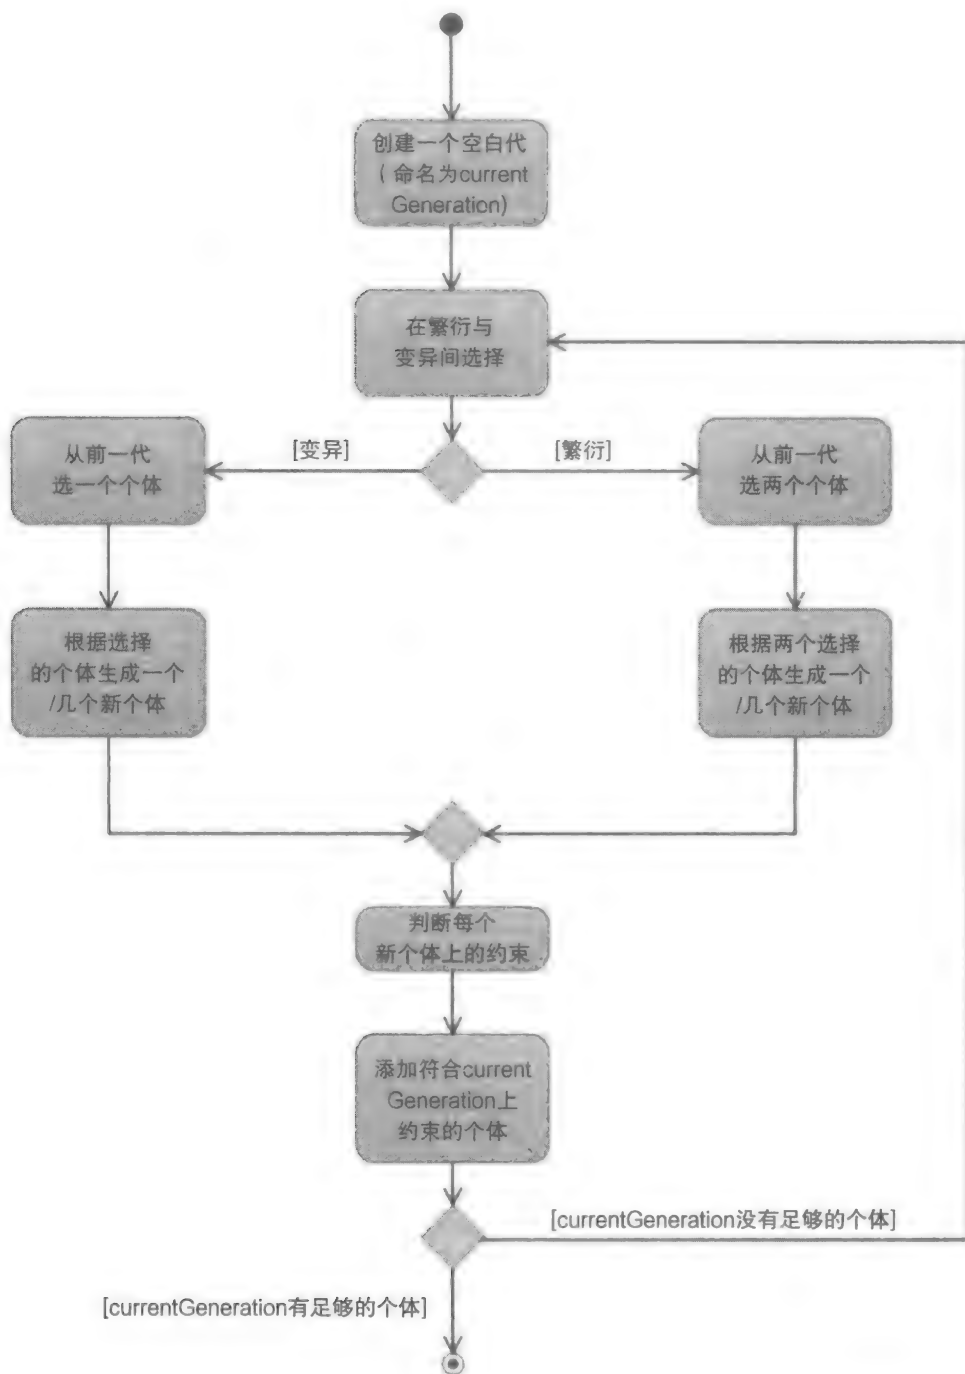 创建一个空白代
（命名为current
Generation)
在繁衍与
变异间选择
[变异]
[繁衍]
从前一代
选一个个体
从前一代
选两个个体
根据选择
的个体生成一个
/几个新个体
根据两个选择
的个体生成一个
/几个新个体
判断每个
新个体上的约束
添加符合current
Generation上
约束的个体
[currentGeneration没有足够的个体]
[currentGeneration有足够的个体]